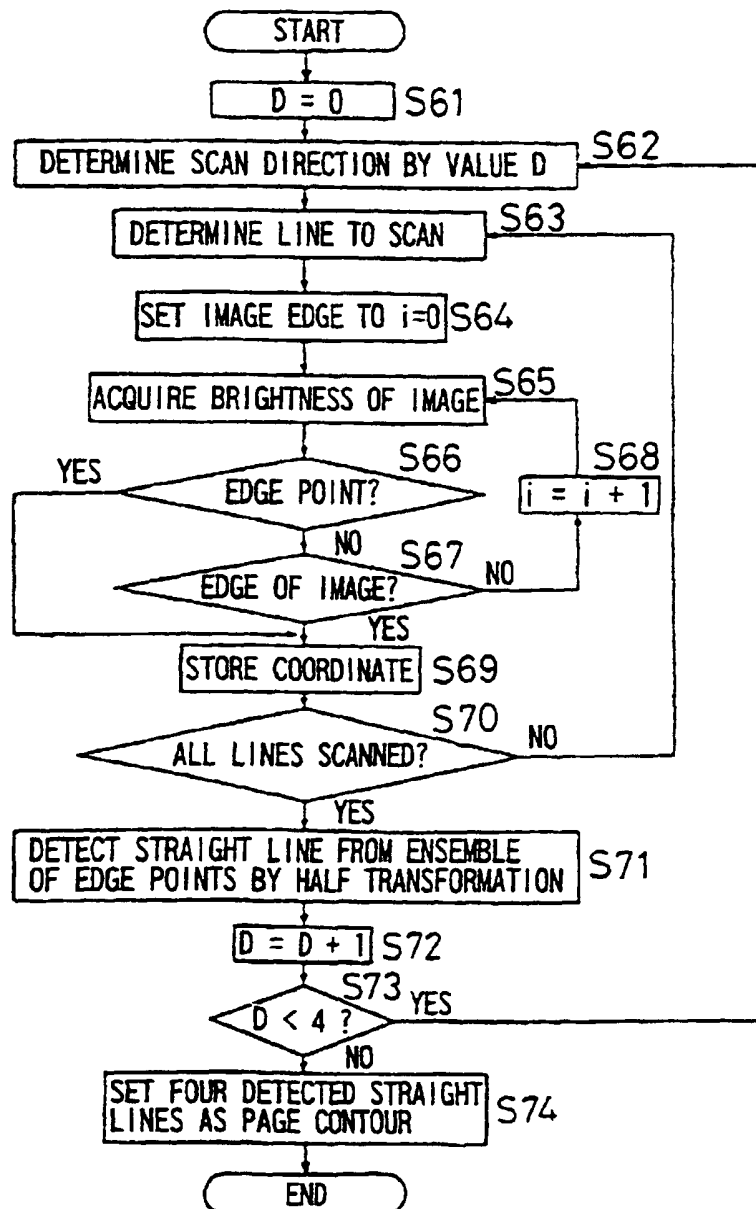 START
D = 0 S61
DETERMINE SCAN DIRECTION BY VALUE D S62
DETERMINE LINE TO SCAN S63
SET IMAGE EDGE TO i=0 S64
ACQUIRE BRIGHTNESS OF IMAGE S65
YES
EDGE POINT? S66
i = i + 1 S68
NO
EDGE OF IMAGE? S67
NO
YES
STORE COORDINATE S69
ALL LINES SCANNED? S70
NO
YES
DETECT STRAIGHT LINE FROM ENSEMBLE
OF EDGE POINTS BY HALF TRANSFORMATION S71
D = D + 1 S72
D < 4 ? S73
YES
NO
SET FOUR DETECTED STRAIGHT
LINES AS PAGE CONTOUR S74
END